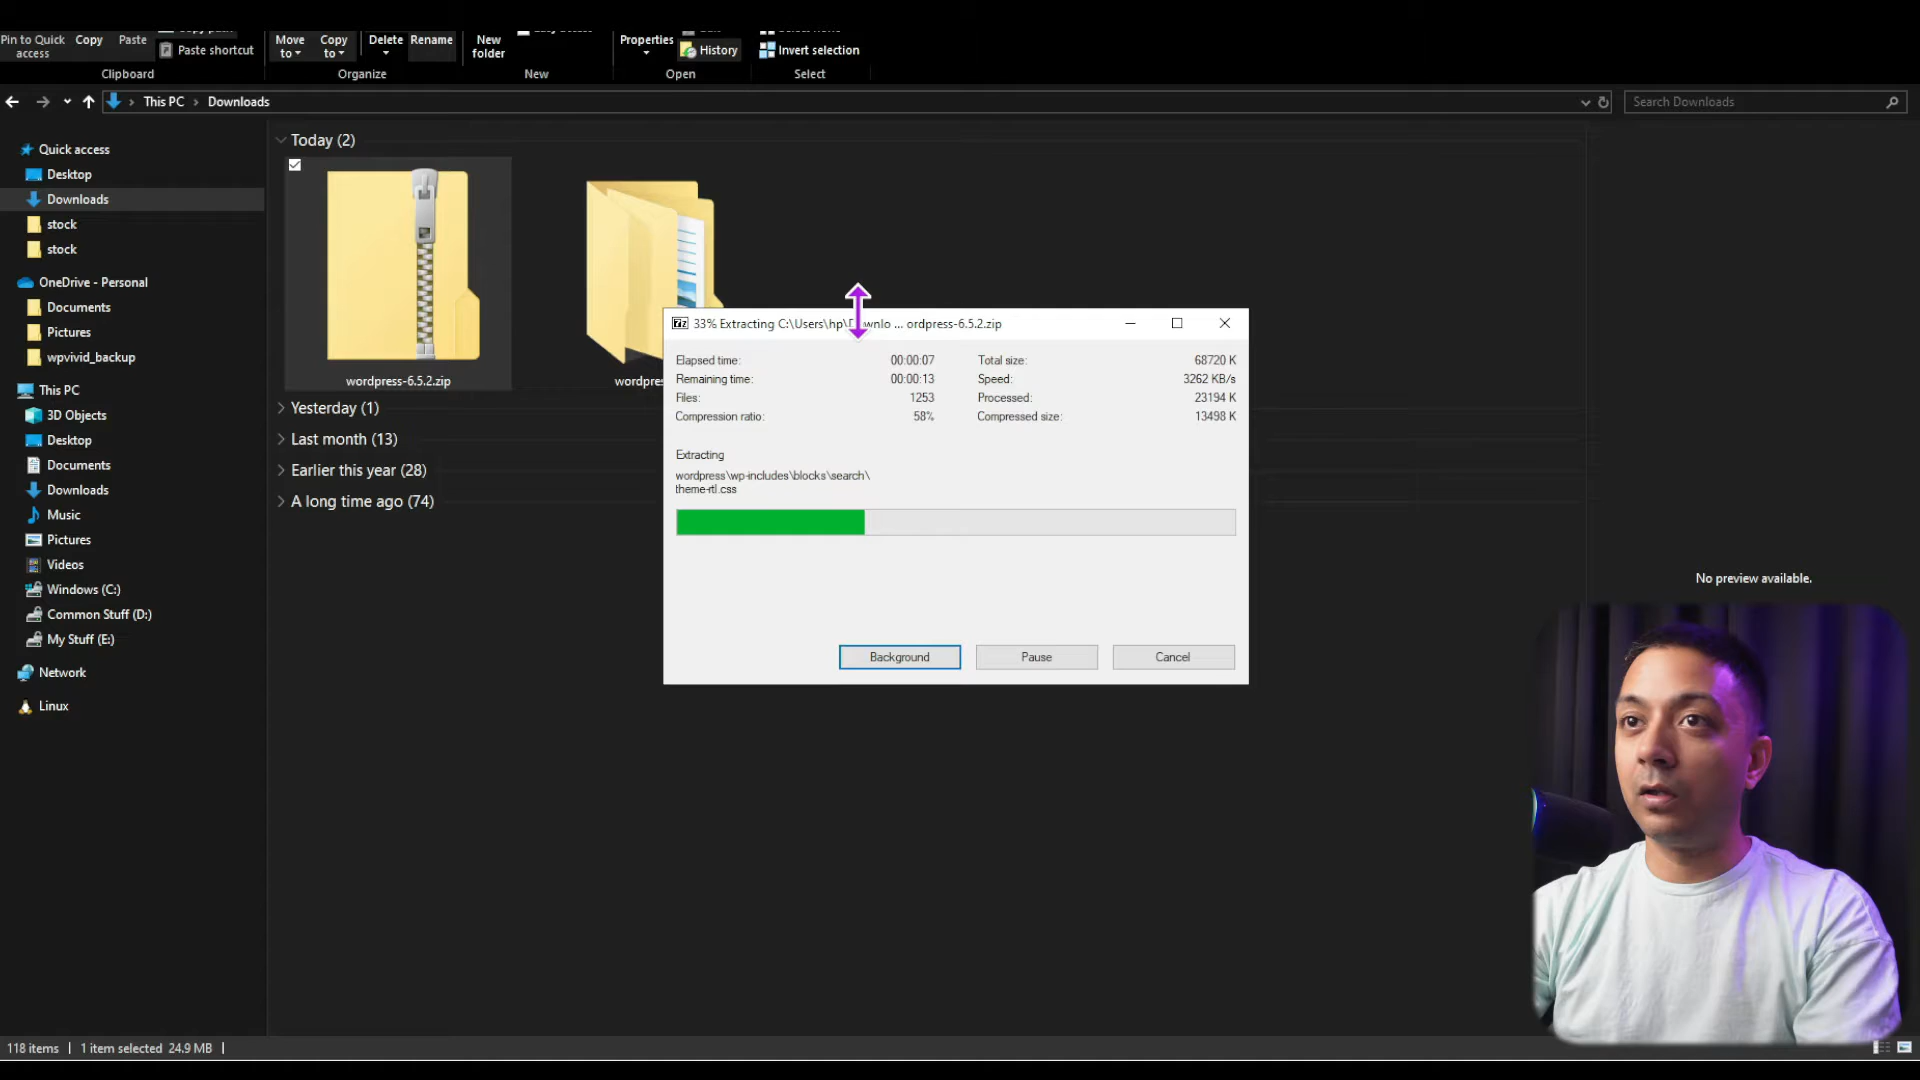 Pin to Quick access
Copy
Paste
Paste shortcut
Move to
Copy to
Delete
Rename
New folder
Properties
History
Invert selection
Clipboard
Organize
New
Open
Select
This PC > Downloads
Search Downloads
Quick access
Desktop
Downloads
stock
stock
OneDrive - Personal
Documents
Pictures
wpvivid_backup
This PC
3D Objects
Desktop
Documents
Downloads
Music
Pictures
Videos
Windows (C:)
Common Stuff (D:)
My Stuff (E:)
Network
Linux
Today (2)
wordpress-6.5.2.zip
wordpres
Yesterday (1)
Last month (13)
Earlier this year (28)
A long time ago (74)
7z 33% Extracting C:\Users\hp\Downlo ... ordpress-6.5.2.zip
Elapsed time: 00:00:07 Total size: 68720 K
Remaining time: 00:00:13 Speed: 3262 KB/s
Files: 1253 Processed: 23194 K
Compression ratio: 58% Compressed size: 13498 K
Extracting
wordpress\wp-includes\blocks\search\
theme-rtl.css
Background
Pause
Cancel
No preview available.
118 items 1 item selected 24.9 MB